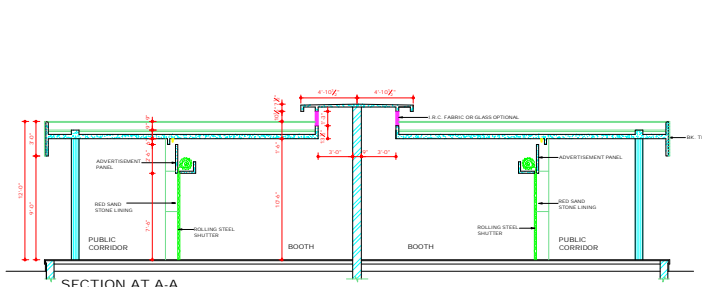 4'-10½" 4'-10½"
I.R.C. FABRIC OR GLASS OPTIONAL
BK. T
3'-0" 9" 3'-0"
ADVERTISEMENT
PANEL
ADVERTISEMENT PANEL
3'-0"
12'-0"
9'-0"
7'-6"
10'-6"
RED SAND
STONE LINING
RED SAND
STONE LINING
ROLLING STEEL
SHUTTER
ROLLING STEEL
SHUTTER
PUBLIC
CORRIDOR
BOOTH
BOOTH
PUBLIC
CORRIDOR
SECTION AT A-A